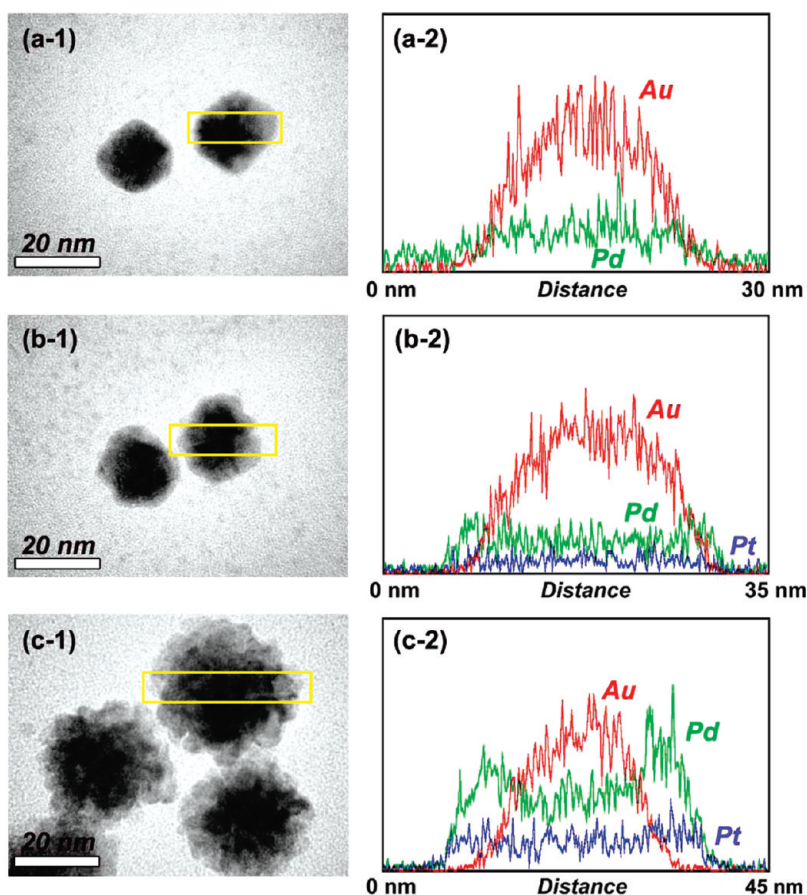 (a-1)
20 nm
(a-2)
Au
Pd
0 nm Distance 30 nm
(b-1)
20 nm
(b-2)
Au
Pd
Pt
0 nm Distance 35 nm
(c-1)
20 nm
(c-2)
Au
Pd
Pt
0 nm Distance 45 nm